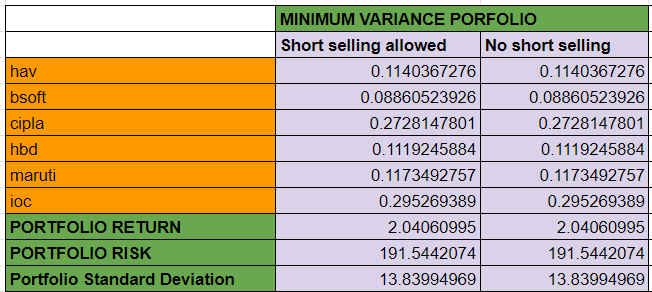 MINIMUM VARIANCE PORFOLIO
Short selling allowed No short selling
hav 0.1140367276 0.1140367276
bsoft 0.08860523926 0.08860523926
cipla 0.2728147801 0.2728147801
hbd 0.1119245884 0.1119245884
maruti 0.1173492757 0.1173492757
ioc 0.295269389 0.295269389
PORTFOLIO RETURN 2.04060995 2.04060995
PORTFOLIO RISK 191.5442074 191.5442074
Portfolio Standard Deviation 13.83994969 13.83994969